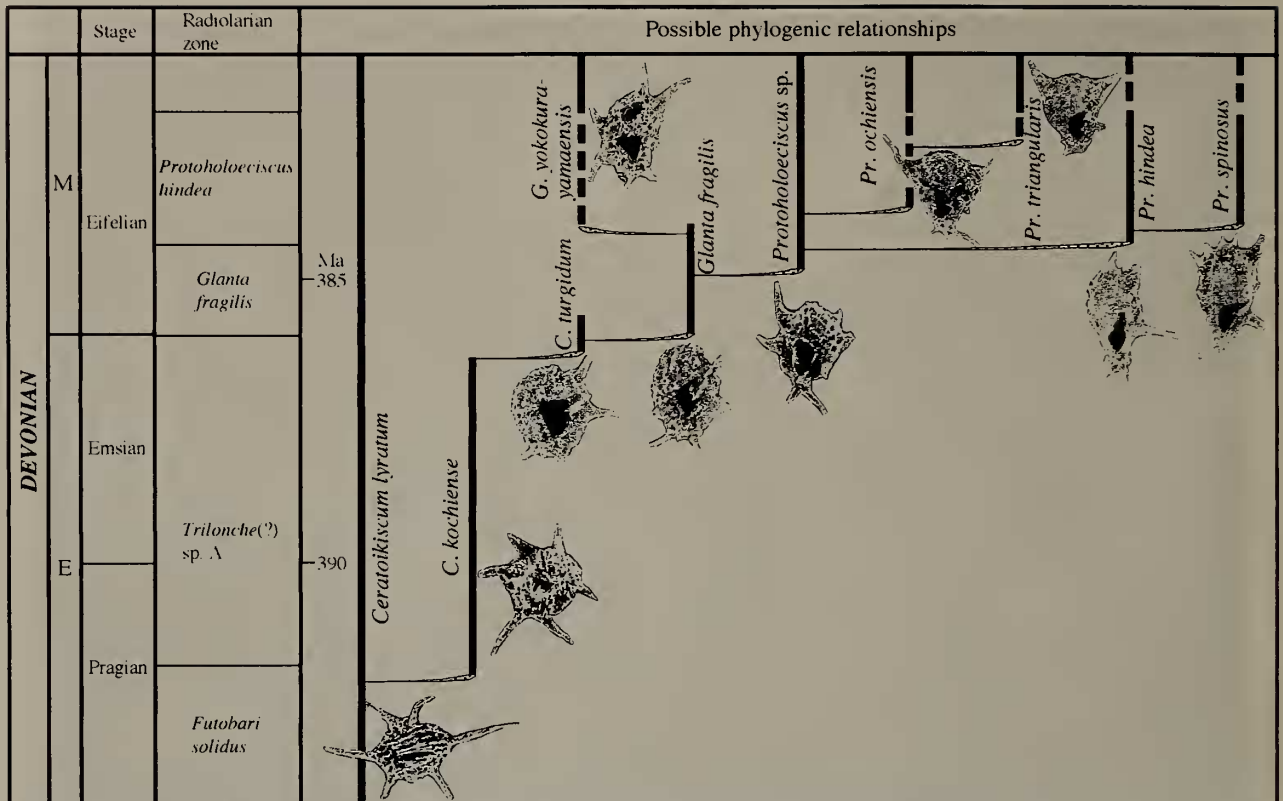 Stage
Radiolarian
zone
Possible phylogenic relationships
DEVONIAN
M
E
Eifelian
Emsian
Pragian
Protoholoeciscus
hindea
Glanta
fragilis
Trilonche(?)
sp. A
Futobari
solidus
Ma
385
390
Ceratoikiscum lyratum
C. kochiense
C. turgidum
G. yokokura-
yamaensis
Glanta fragilis
Protoholoeciscus sp.
Pr. ochiensis
Pr. triangularis
Pr. hindea
Pr. spinosus